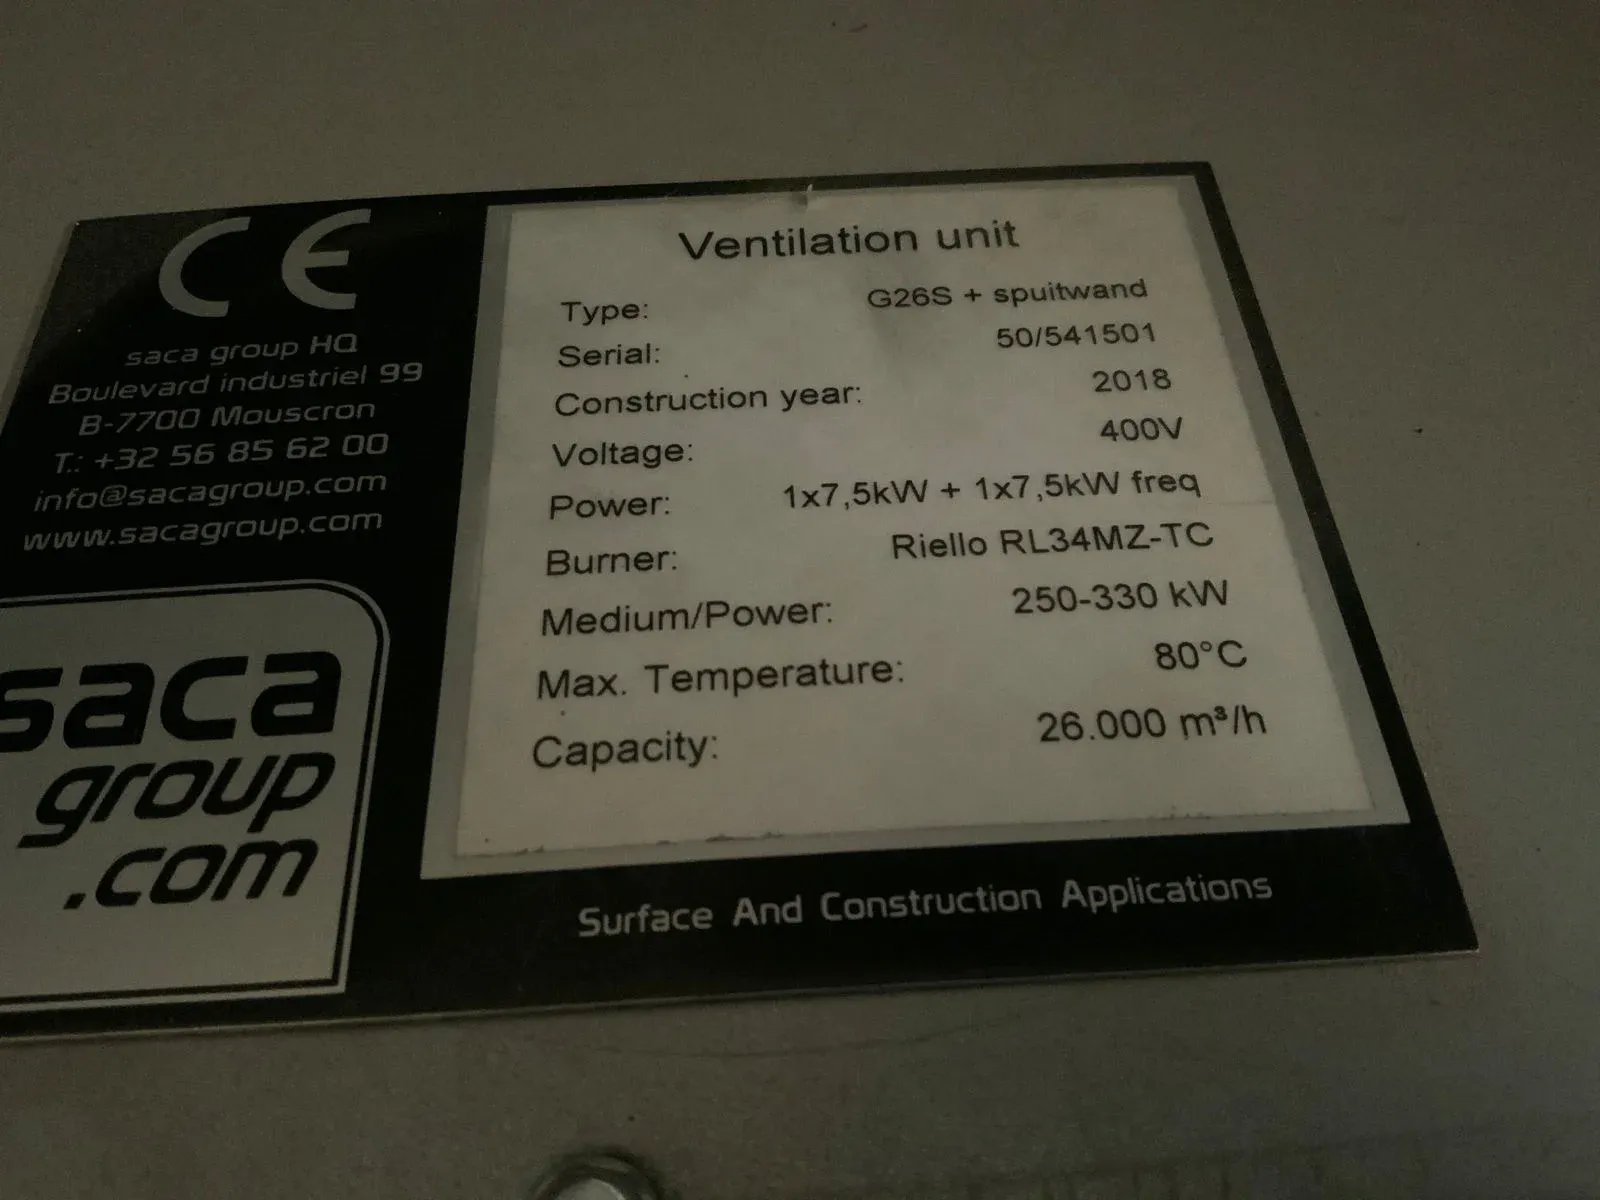 CE
saca group HQ
Boulevard industriel 99
B-7700 Mouscron
T.: +32 56 85 62 00
info@sacagroup.com
www.sacagroup.com
saca
group
.com
Ventilation unit
Type: G26S + spuitwand
Serial: 50/541501
Construction year: 2018
Voltage: 400V
Power: 1x7,5kW + 1x7,5kW freq
Burner: Riello RL34MZ-TC
Medium/Power: 250-330 kW
Max. Temperature: 80°C
Capacity: 26.000 m³/h
Surface And Construction Applications